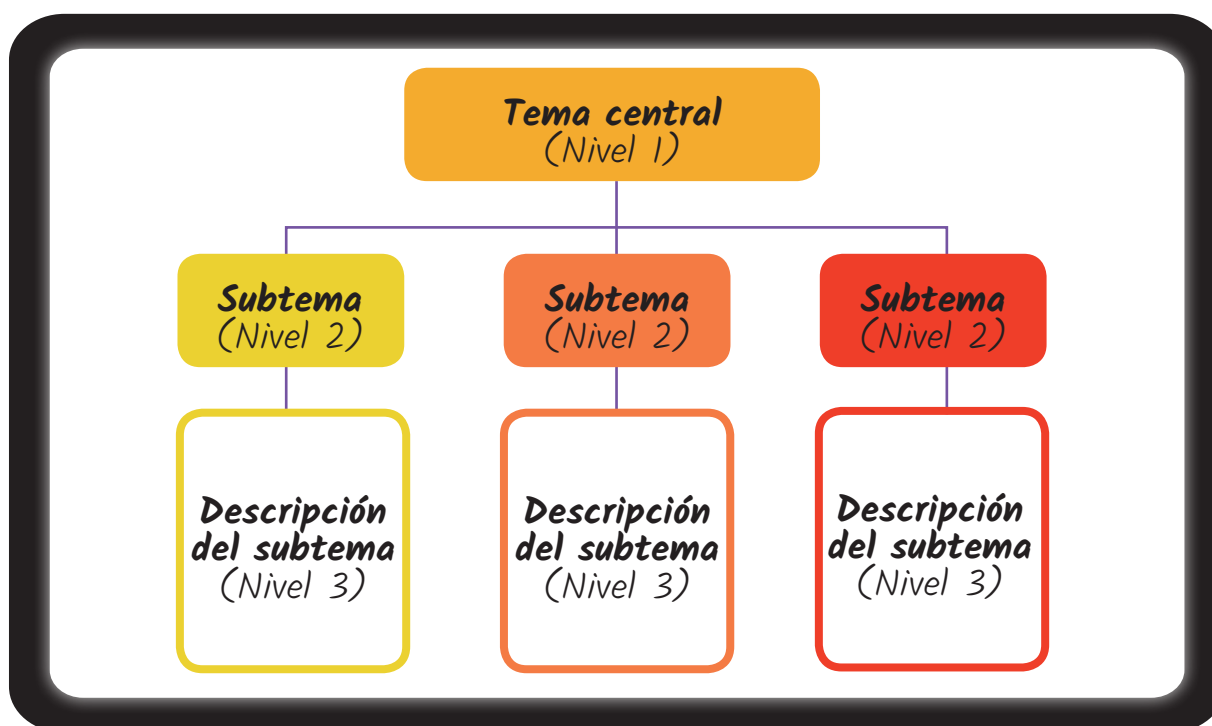 Tema central
(Nivel 1)
Subtema
(Nivel 2)
Subtema
(Nivel 2)
Subtema
(Nivel 2)
Descripción
del subtema
(Nivel 3)
Descripción
del subtema
(Nivel 3)
Descripción
del subtema
(Nivel 3)